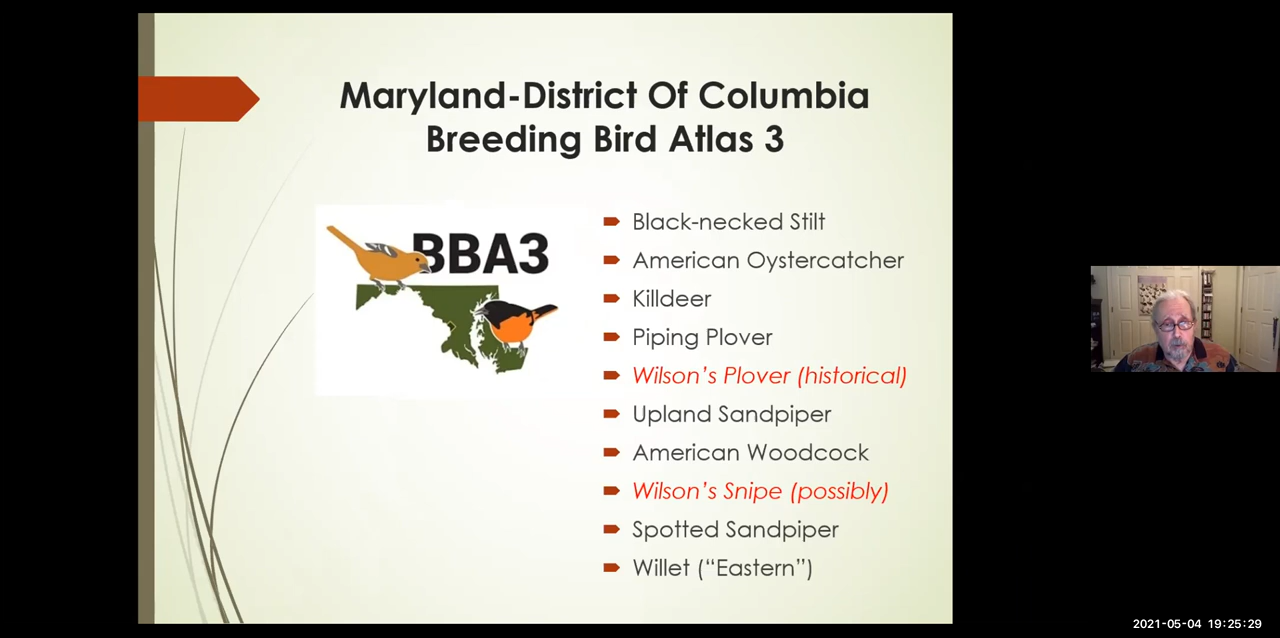 Maryland-District Of Columbia
Breeding Bird Atlas 3
BBA3
Black-necked Stilt
American Oystercatcher
Killdeer
Piping Plover
Wilson’s Plover (historical)
Upland Sandpiper
American Woodcock
Wilson’s Snipe (possibly)
Spotted Sandpiper
Willet (“Eastern”)
2021-05-04 19:25:29